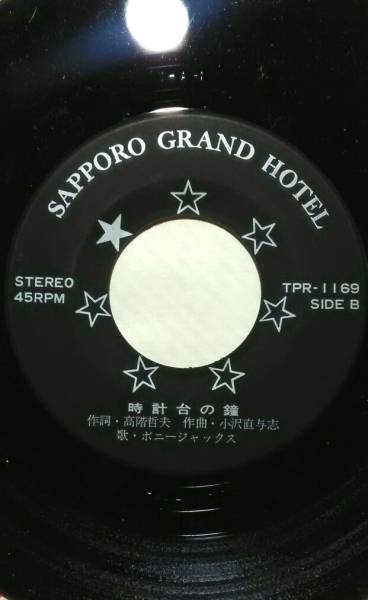 SAPPORO GRAND HOTEL
STEREO
45RPM
TPR-1169
SIDE B
時計台の鐘
作詞・高階哲夫 作曲・小沢直与志
歌・ボニージャックス